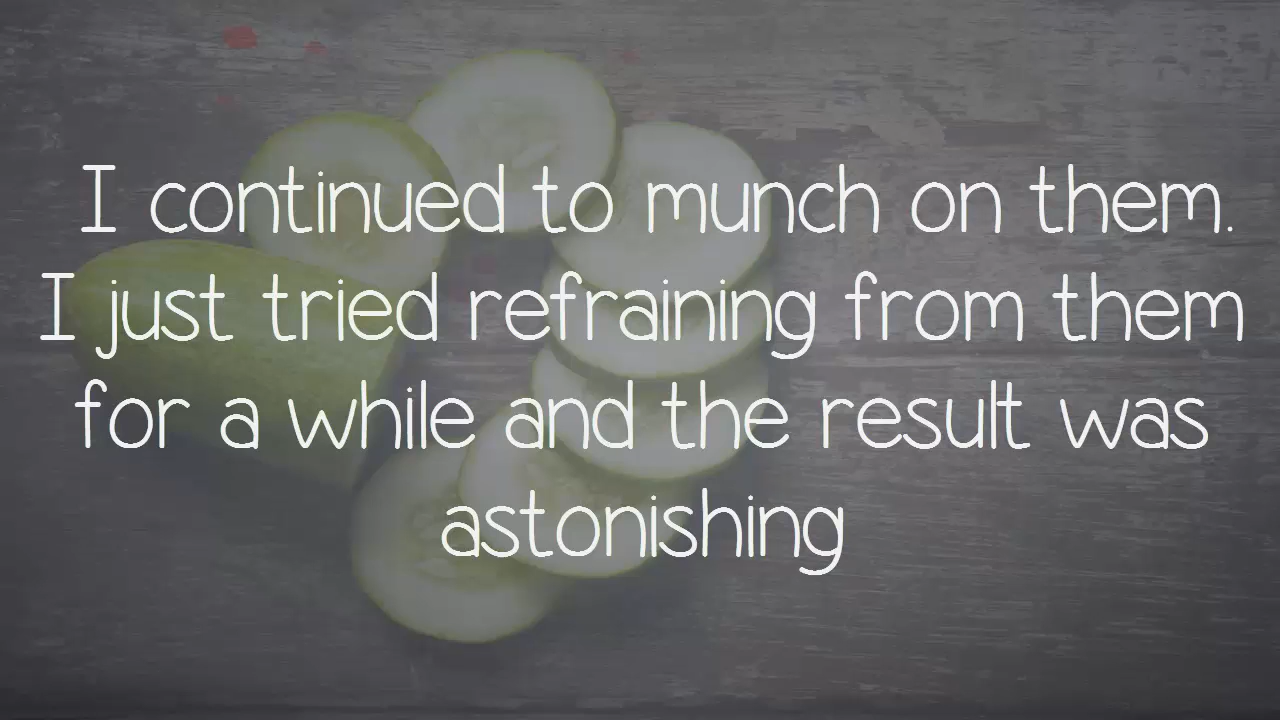 I continued to munch on them.
I just tried refraining from them
for a while and the result was
astonishing